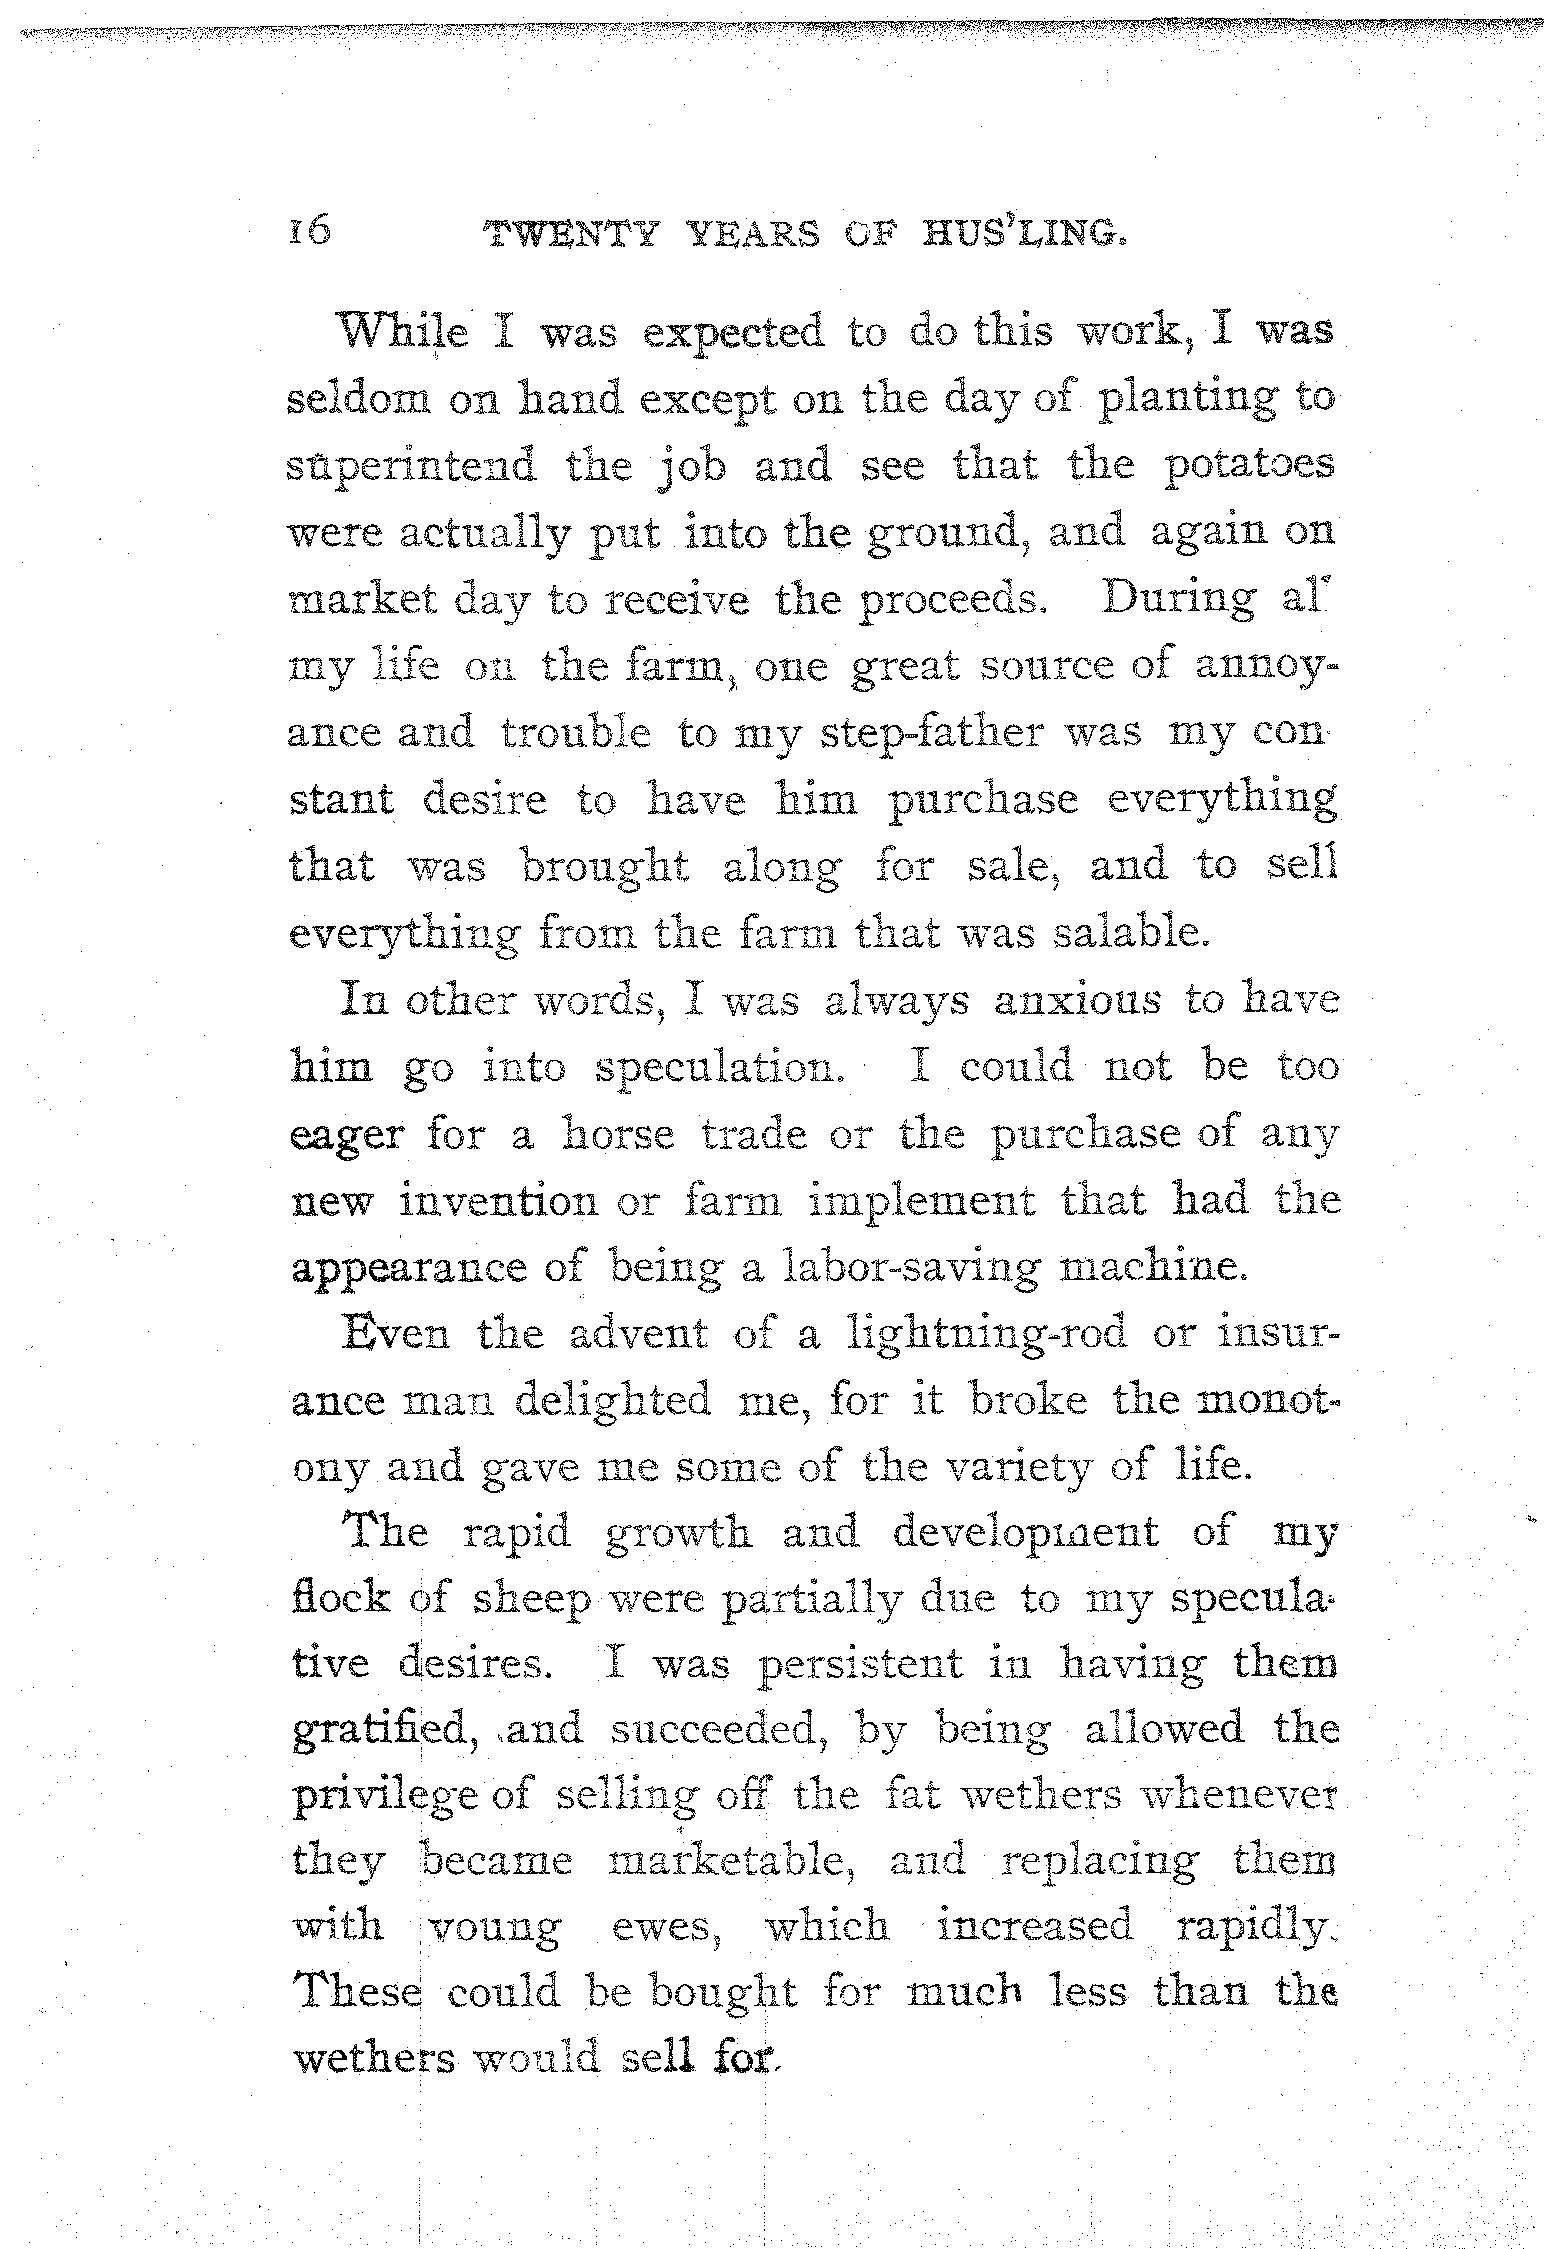 16 TWENTY YEARS OF HUS'LING.
While I was expected to do this work, I was
seldom on hand except on the day of planting to
superintend the job and see that the potatoes
were actually put into the ground, and again on
market day to receive the proceeds. During al'
my life on the farm, one great source of annoy-
ance and trouble to my step-father was my con-
stant desire to have him purchase everything
that was brought along for sale, and to sell
everything from the farm that was salable.
In other words, I was always anxious to have
him go into speculation. I could not be too
eager for a horse trade or the purchase of any
new invention or farm implement that had the
appearance of being a labor-saving machine.
Even the advent of a lightning-rod or insur-
ance man delighted me, for it broke the monot-
ony and gave me some of the variety of life.
The rapid growth and development of my
flock of sheep were partially due to my specula-
tive desires. I was persistent in having them
gratified, and succeeded, by being allowed the
privilege of selling off the fat wethers whenever
they became marketable, and replacing them
with young ewes, which increased rapidly.
These could be bought for much less than the
wethers would sell for.